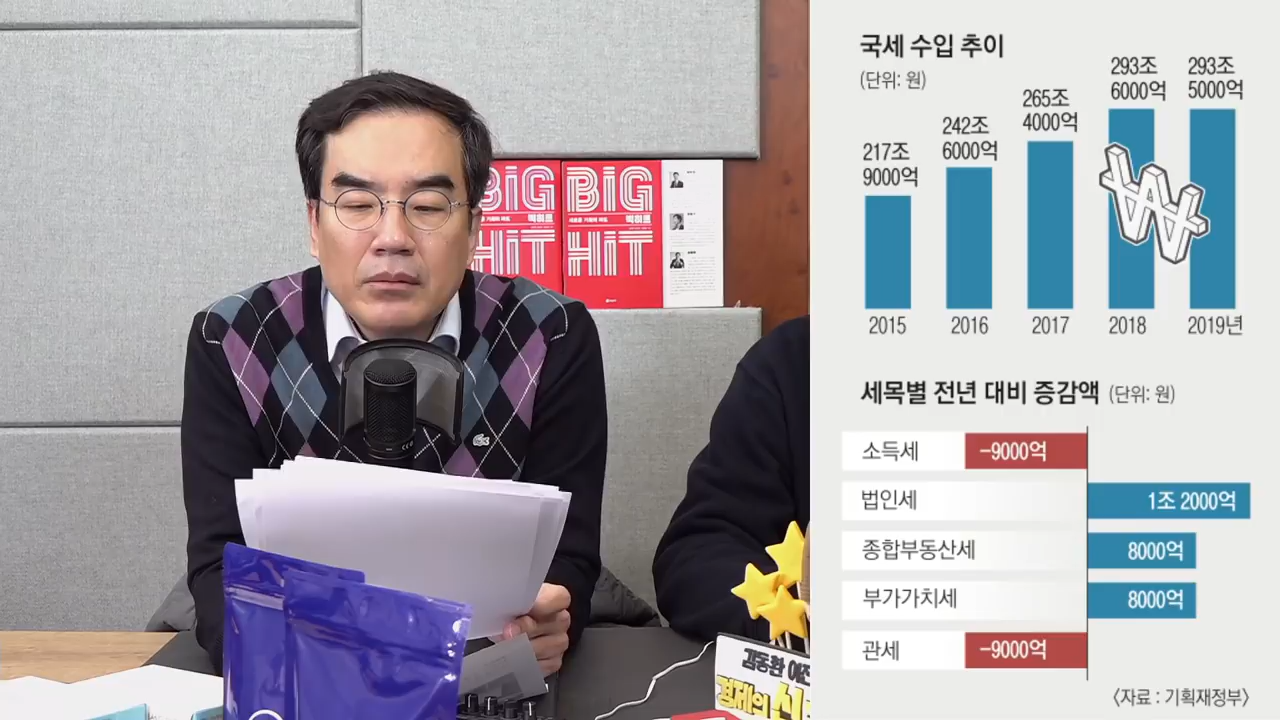 국세 수입 추이
(단위: 원)
217조
9000억
242조
6000억
265조
4000억
293조
6000억
293조
5000억
2015
2016
2017
2018
2019년
세목별 전년 대비 증감액 (단위: 원)
소득세 -9000억
법인세 1조 2000억
종합부동산세 8000억
부가가치세 8000억
관세 -9000억
〈자료 : 기획재정부〉
BiG
HiT
BiG
빅히트
HiT
김동환
경제의